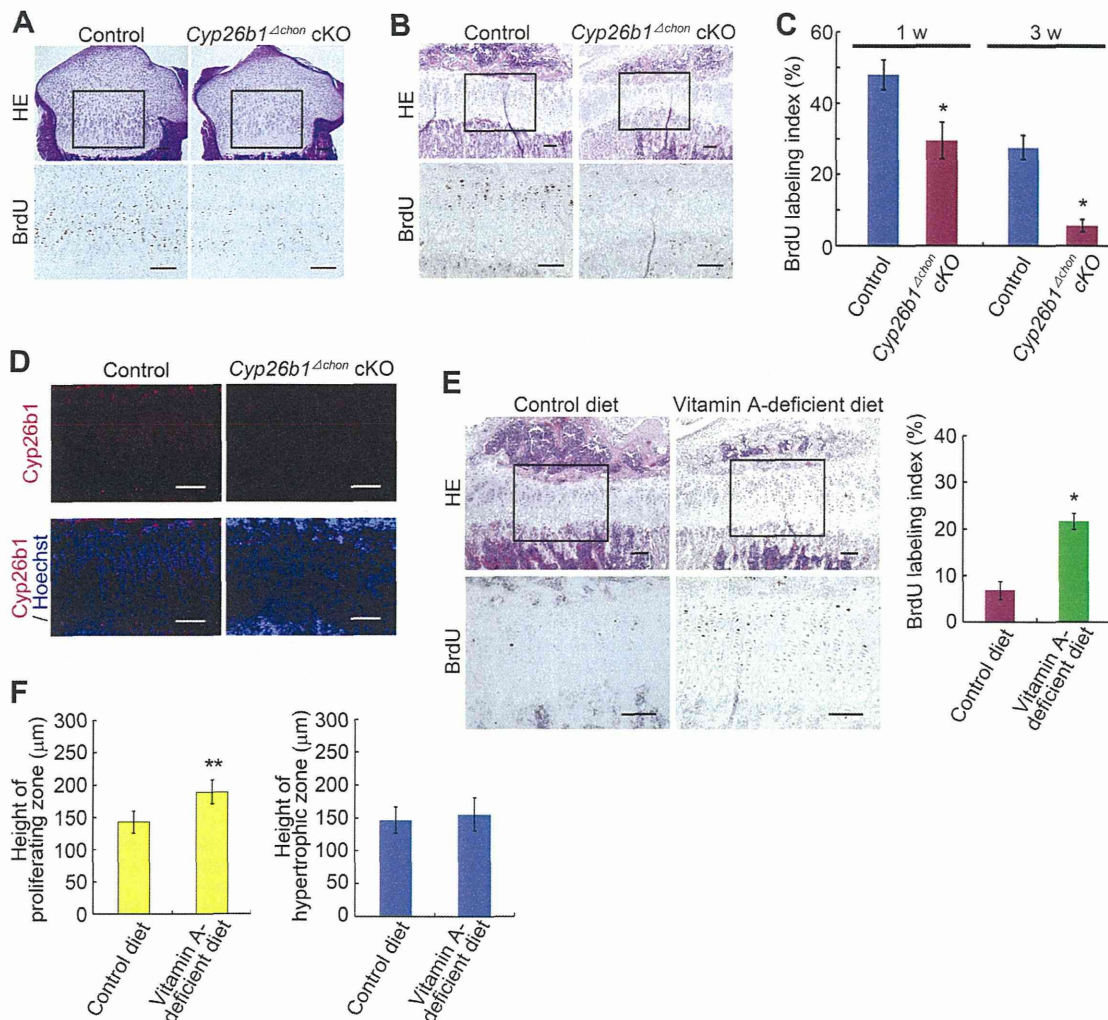 A
Control
Cyp26b1 Δchon cKO
HE
BrdU
B
Control
Cyp26b1 Δchon cKO
HE
BrdU
C
BrdU labeling index (%)
60
40
20
0
1 w
3 w
*
*
Control
Cyp26b1 Δchon
cKO
Control
Cyp26b1 Δchon
cKO
D
Control
Cyp26b1 Δchon cKO
Cyp26b1
Cyp26b1
/ Hoechst
E
Control diet
Vitamin A-deficient diet
HE
BrdU
BrdU labeling index (%)
40
30
20
10
0
*
Control diet
Vitamin A-
deficient diet
F
Height of
proliferating zone (μm)
300
250
200
150
100
50
0
**
Control diet
Vitamin A-
deficient diet
Height of
hypertrophic zone (μm)
300
250
200
150
100
50
0
Control diet
Vitamin A-
deficient diet